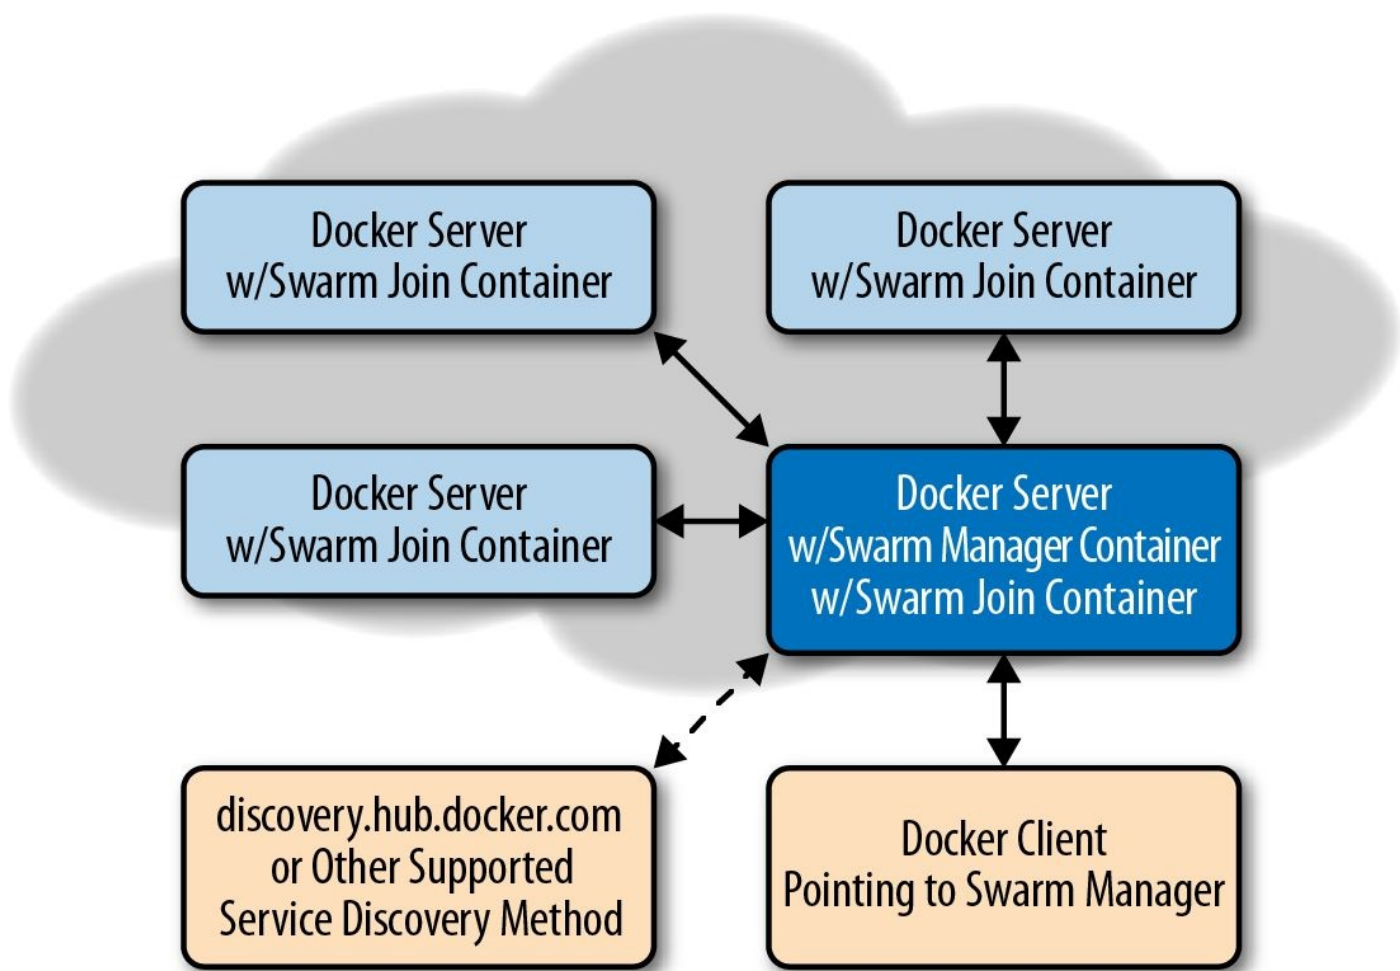 Docker Server
w/Swarm Join Container
Docker Server
w/Swarm Join Container
Docker Server
w/Swarm Join Container
Docker Server
w/Swarm Manager Container
w/Swarm Join Container
discovery.hub.docker.com
or Other Supported
Service Discovery Method
Docker Client
Pointing to Swarm Manager